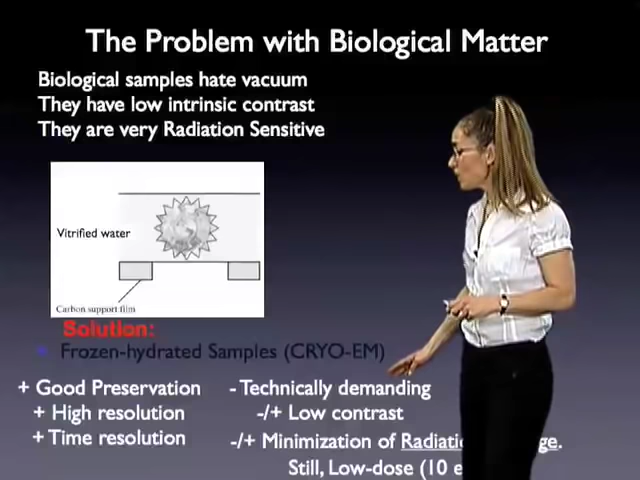 The Problem with Biological Matter
Biological samples hate vacuum
They have low intrinsic contrast
They are very Radiation Sensitive
Vitrified water
Carbon support film
Solution:
Frozen-hydrated Samples (CRYO-EM)
+ Good Preservation
+ High resolution
+ Time resolution
- Technically demanding
-/+ Low contrast
-/+ Minimization of
Still, Low-dose (10